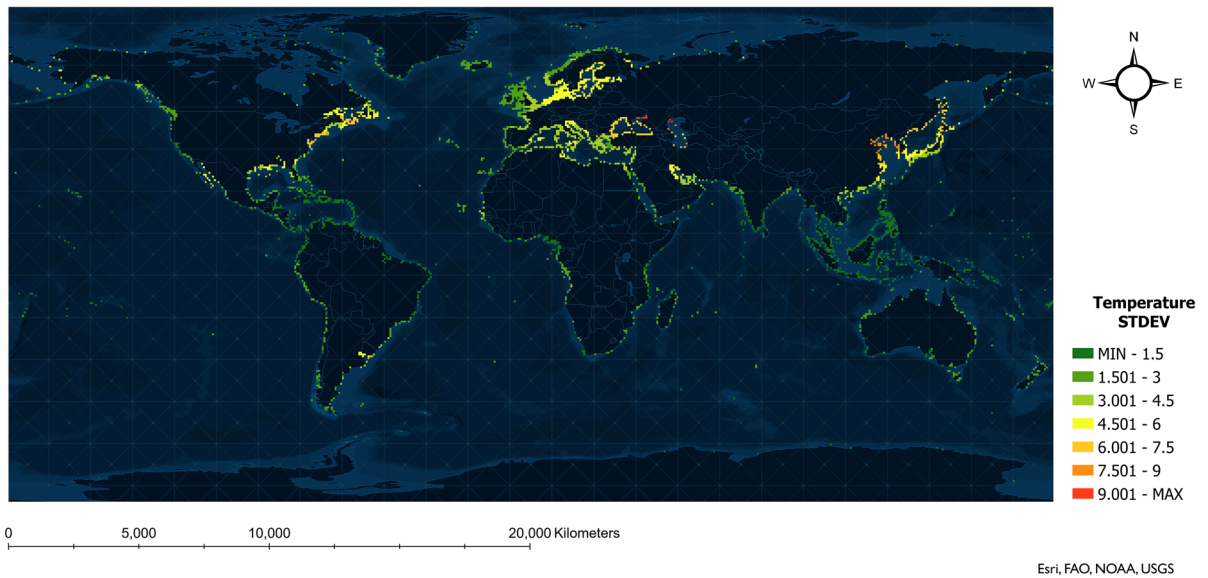 N
W E
S
Temperature
STDEV
MIN - 1.5
1.501 - 3
3.001 - 4.5
4.501 - 6
6.001 - 7.5
7.501 - 9
9.001 - MAX
0 5,000 10,000 20,000 Kilometers
Esri, FAO, NOAA, USGS